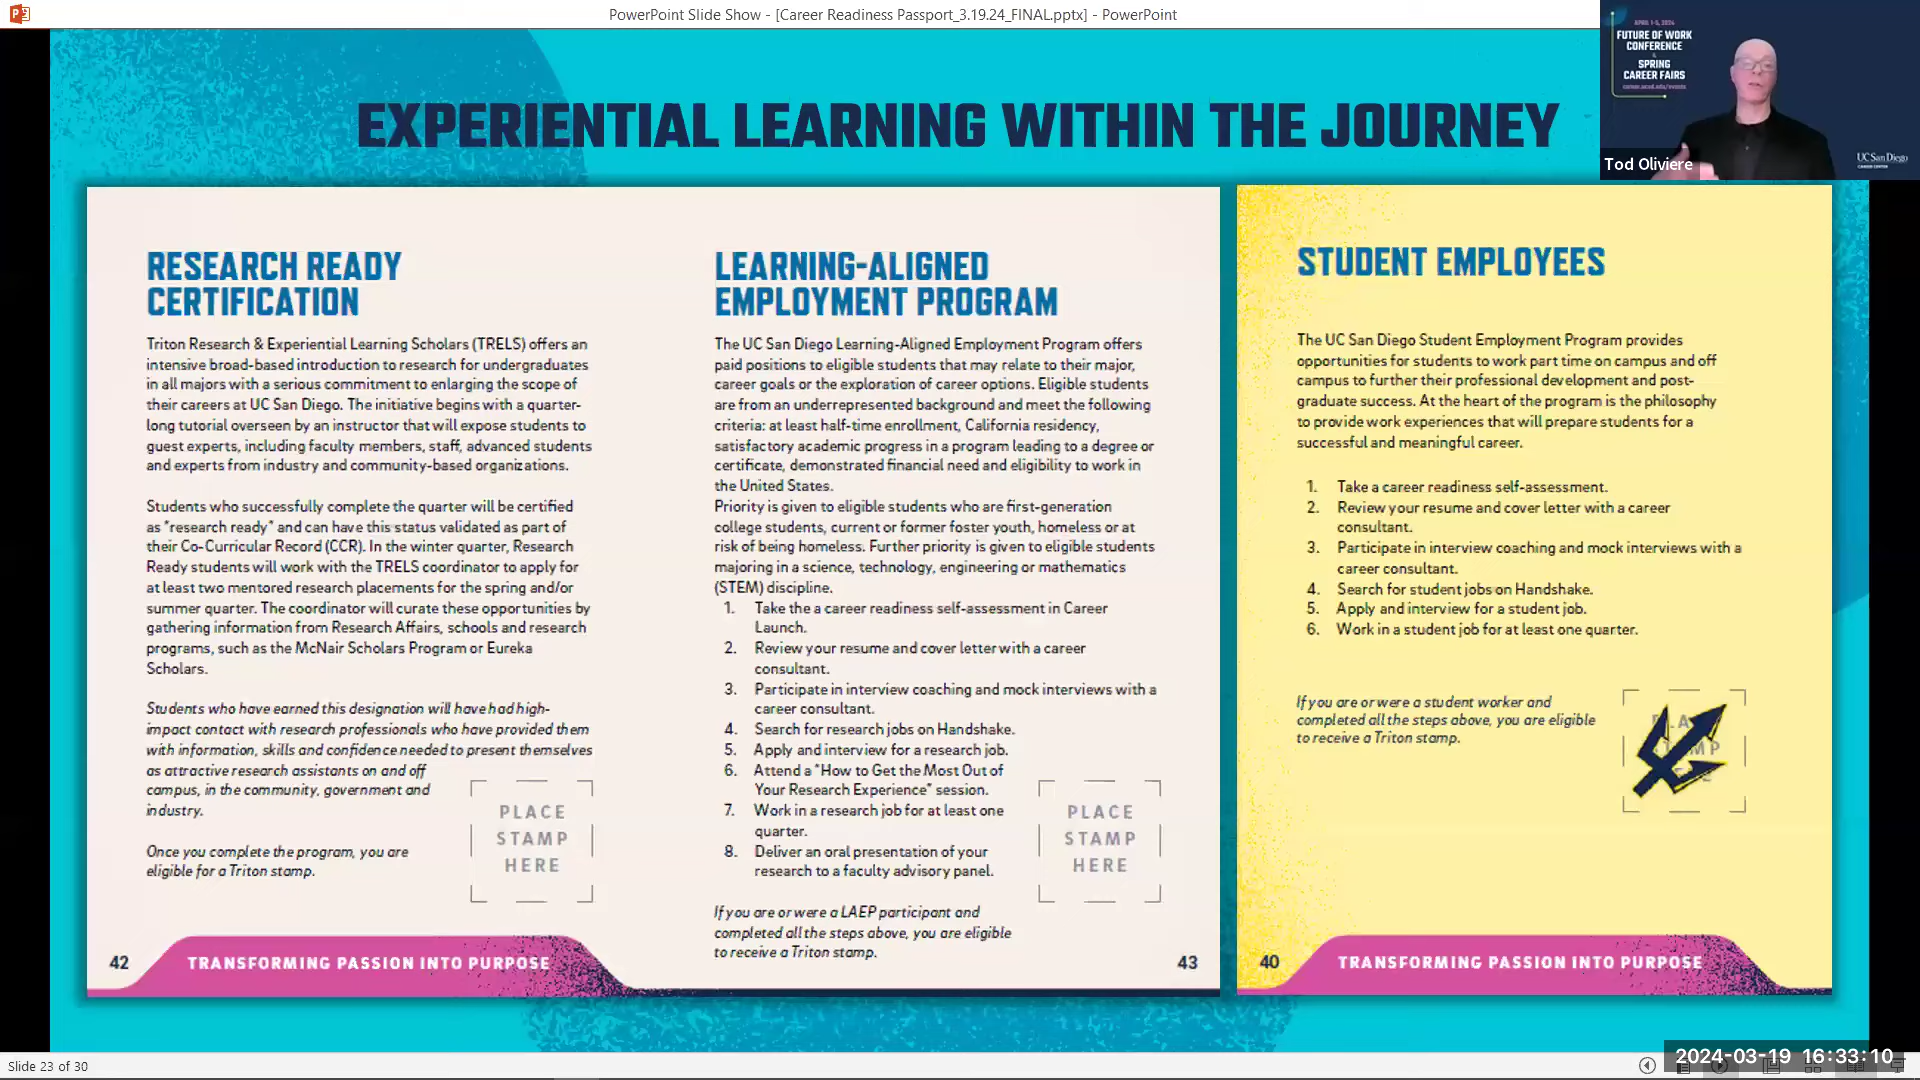 PowerPoint Slide Show - [Career Readiness Passport_3.19.24_FINAL.pptx] - PowerPoint
APRIL 1-5, 2024
FUTURE OF WORK
CONFERENCE
SPRING
CAREER FAIRS
career.ucsd.edu/events
UC San Diego
CAREER CENTER
Tod Oliviere
EXPERIENTIAL LEARNING WITHIN THE JOURNEY
RESEARCH READY
CERTIFICATION
Triton Research & Experiential Learning Scholars (TRELS) offers an
intensive broad-based introduction to research for undergraduates
in all majors with a serious commitment to enlarging the scope of
their careers at UC San Diego. The initiative begins with a quarter-
long tutorial overseen by an instructor that will expose students to
guest experts, including faculty members, staff, advanced students
and experts from industry and community-based organizations.
Students who successfully complete the quarter will be certified
as "research ready" and can have this status validated as part of
their Co-Curricular Record (CCR). In the winter quarter, Research
Ready students will work with the TRELS coordinator to apply for
at least two mentored research placements for the spring and/or
summer quarter. The coordinator will curate these opportunities by
gathering information from Research Affairs, schools and research
programs, such as the McNair Scholars Program or Eureka
Scholars.
Students who have earned this designation will have had high-
impact contact with research professionals who have provided them
with information, skills and confidence needed to present themselves
as attractive research assistants on and off
campus, in the community, government and
industry.
Once you complete the program, you are
eligible for a Triton stamp.
PLACE
STAMP
HERE
42
TRANSFORMING PASSION INTO PURPOSE
LEARNING-ALIGNED
EMPLOYMENT PROGRAM
The UC San Diego Learning-Aligned Employment Program offers
paid positions to eligible students that may relate to their major,
career goals or the exploration of career options. Eligible students
are from an underrepresented background and meet the following
criteria: at least half-time enrollment, California residency,
satisfactory academic progress in a program leading to a degree or
certificate, demonstrated financial need and eligibility to work in
the United States.
Priority is given to eligible students who are first-generation
college students, current or former foster youth, homeless or at
risk of being homeless. Further priority is given to eligible students
majoring in a science, technology, engineering or mathematics
(STEM) discipline.
1. Take the a career readiness self-assessment in Career
Launch.
2. Review your resume and cover letter with a career
consultant.
3. Participate in interview coaching and mock interviews with a
career consultant.
4. Search for research jobs on Handshake.
5. Apply and interview for a research job.
6. Attend a "How to Get the Most Out of
Your Research Experience" session.
7. Work in a research job for at least one
quarter.
8. Deliver an oral presentation of your
research to a faculty advisory panel.
If you are or were a LAEP participant and
completed all the steps above, you are eligible
to receive a Triton stamp.
PLACE
STAMP
HERE
43
STUDENT EMPLOYEES
The UC San Diego Student Employment Program provides
opportunities for students to work part time on campus and off
campus to further their professional development and post-
graduate success. At the heart of the program is the philosophy
to provide work experiences that will prepare students for a
successful and meaningful career.
1. Take a career readiness self-assessment.
2. Review your resume and cover letter with a career
consultant.
3. Participate in interview coaching and mock interviews with a
career consultant.
4. Search for student jobs on Handshake.
5. Apply and interview for a student job.
6. Work in a student job for at least one quarter.
If you are or were a student worker and
completed all the steps above, you are eligible
to receive a Triton stamp.
40
TRANSFORMING PASSION INTO PURPOSE
Slide 23 of 30
2024-03-19 16:33:10